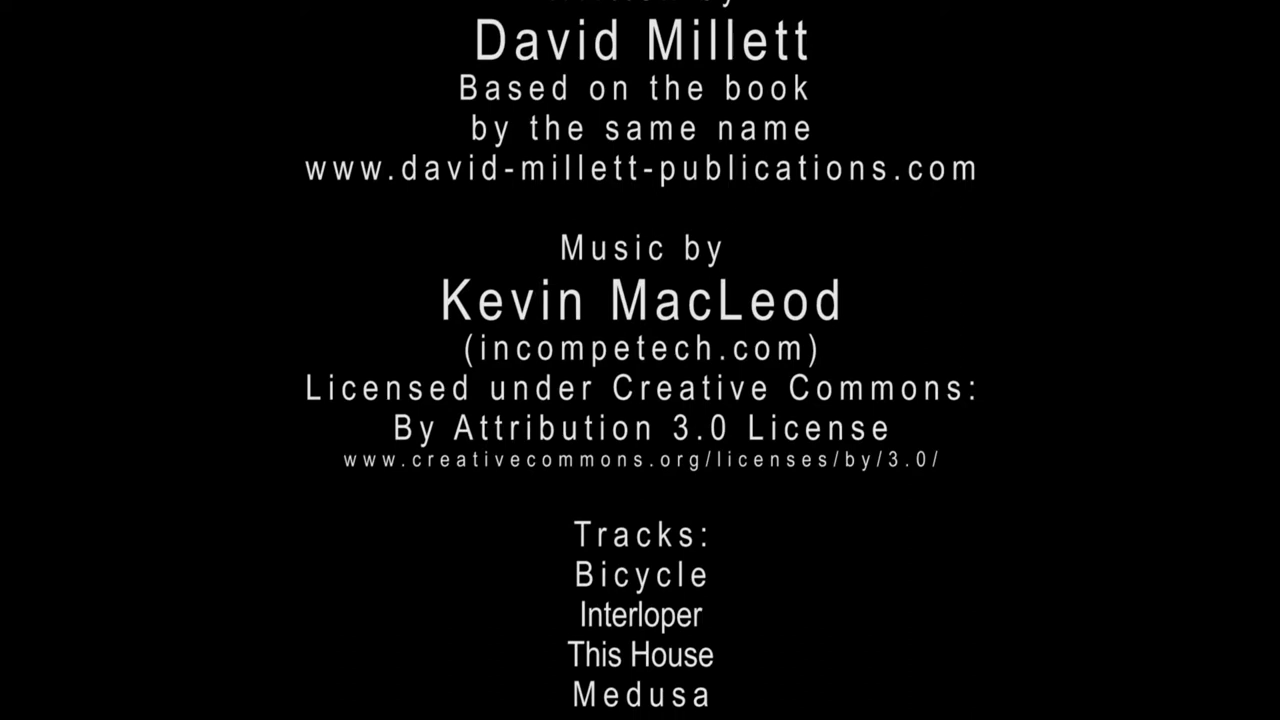 David Millett
Based on the book
by the same name
www.david-millett-publications.com
Music by
Kevin MacLeod
(incompetech.com)
Licensed under Creative Commons:
By Attribution 3.0 License
www.creativecommons.org/licenses/by/3.0/
Tracks:
Bicycle
Interloper
This House
Medusa